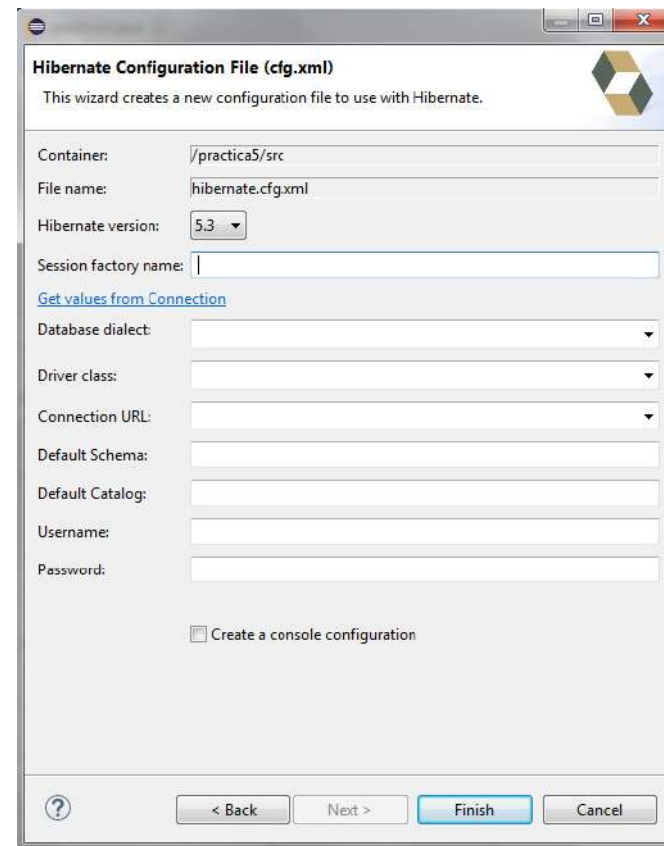 Hibernate Configuration File (cfg.xml)
This wizard creates a new configuration file to use with Hibernate.
Container: /practica5/src
File name: hibernate.cfg.xml
Hibernate version: 5.3
Session factory name:
Get values from Connection
Database dialect:
Driver class:
Connection URL:
Default Schema:
Default Catalog:
Username:
Password:
Create a console configuration
? < Back Next > Finish Cancel